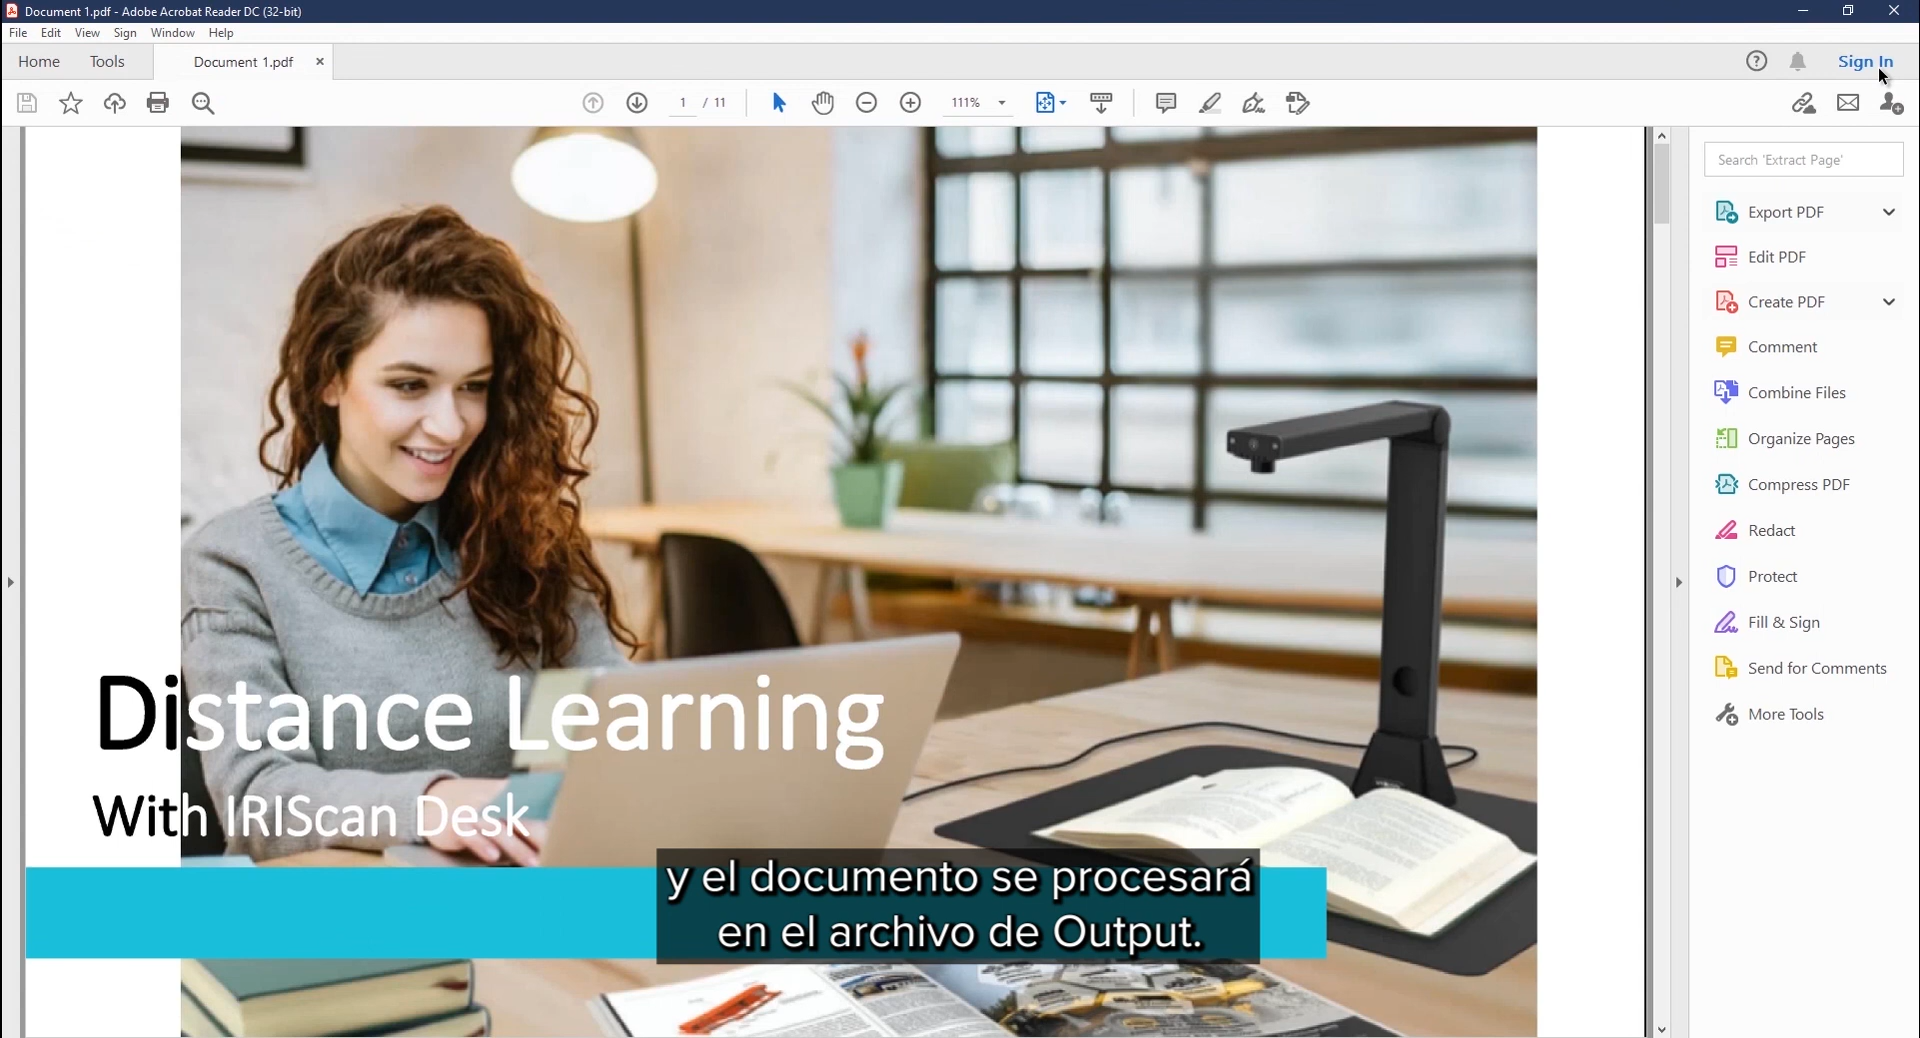 Document 1.pdf - Adobe Acrobat Reader DC (32-bit)
File Edit View Sign Window Help
Home Tools Document 1.pdf
Sign In
1 / 11
111%
Search 'Extract Page'
Export PDF
Edit PDF
Create PDF
Comment
Combine Files
Organize Pages
Compress PDF
Redact
Protect
Fill & Sign
Send for Comments
More Tools
Distance Learning
With IRIScan Desk
y el documento se procesará
en el archivo de Output.